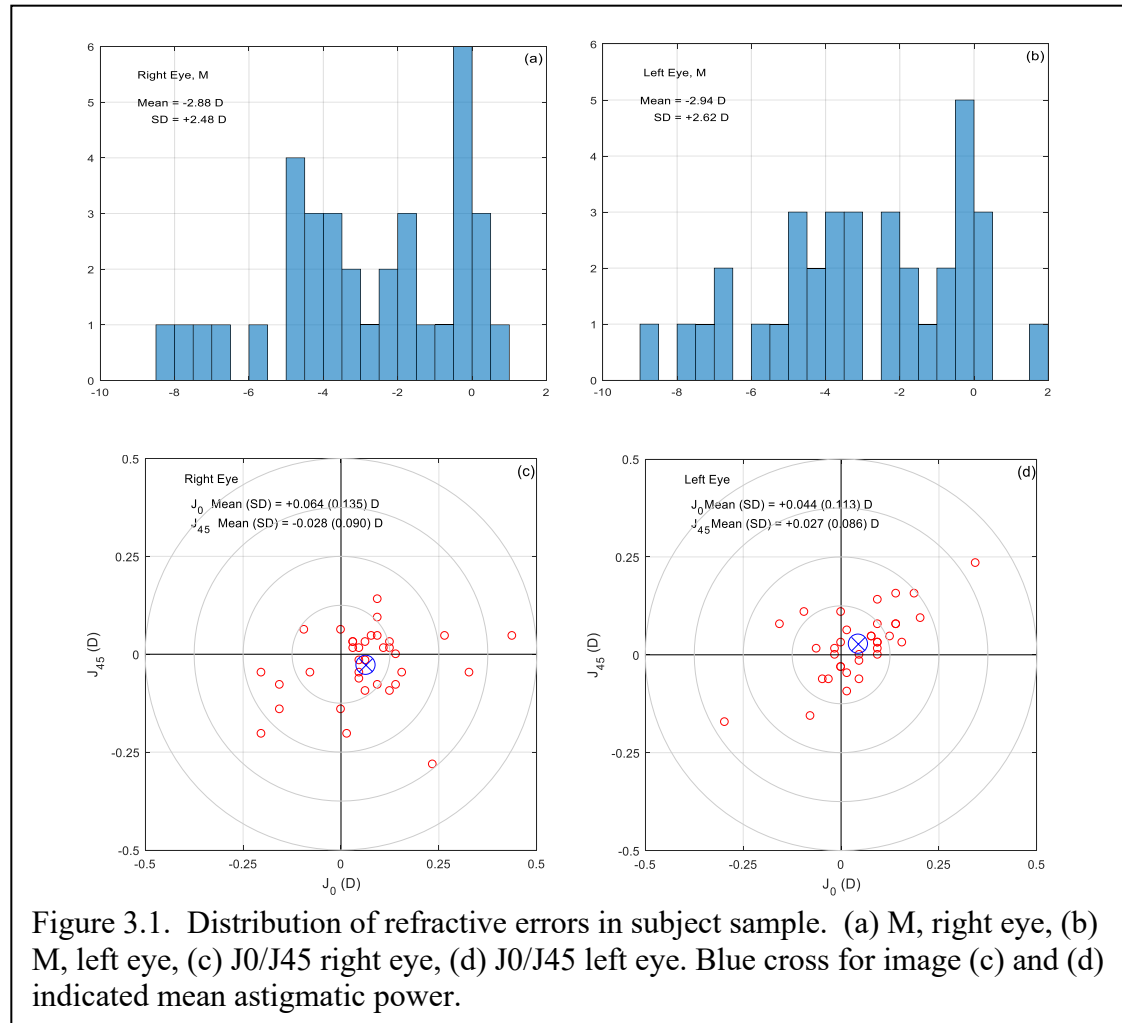 6
5
4
3
2
1
0
(a)
Right Eye, M
Mean = -2.88 D
SD = +2.48 D
-10
-8
-6
-4
-2
0
2
6
5
4
3
2
1
0
(b)
Left Eye, M
Mean = -2.94 D
SD = +2.62 D
-10
-8
-6
-4
-2
0
2
0.5
0.25
0
-0.25
-0.5
J45 (D)
(c)
Right Eye
J0 Mean (SD) = +0.064 (0.135) D
J45 Mean (SD) = -0.028 (0.090) D
-0.5
-0.25
0
0.25
0.5
J0 (D)
0.5
0.25
0
-0.25
-0.5
J45 (D)
(d)
Left Eye
J0 Mean (SD) = +0.044 (0.113) D
J45 Mean (SD) = +0.027 (0.086) D
-0.5
-0.25
0
0.25
0.5
J0 (D)
Figure 3.1. Distribution of refractive errors in subject sample. (a) M, right eye, (b)
M, left eye, (c) J0/J45 right eye, (d) J0/J45 left eye. Blue cross for image (c) and (d)
indicated mean astigmatic power.